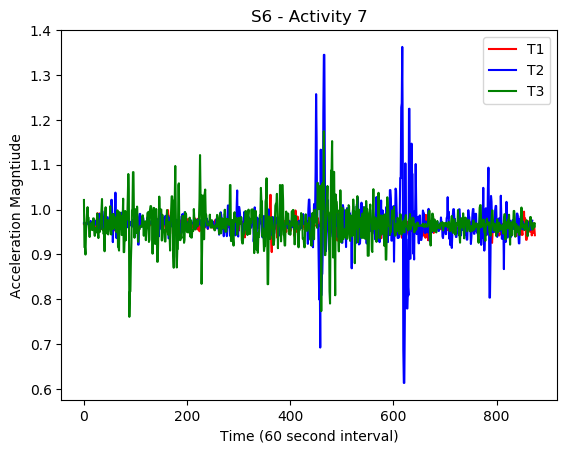 S6 - Activity 7
T1
T2
T3
Acceleration Magntiude
1.4
1.3
1.2
1.1
1.0
0.9
0.8
0.7
0.6
0 200 400 600 800
Time (60 second interval)